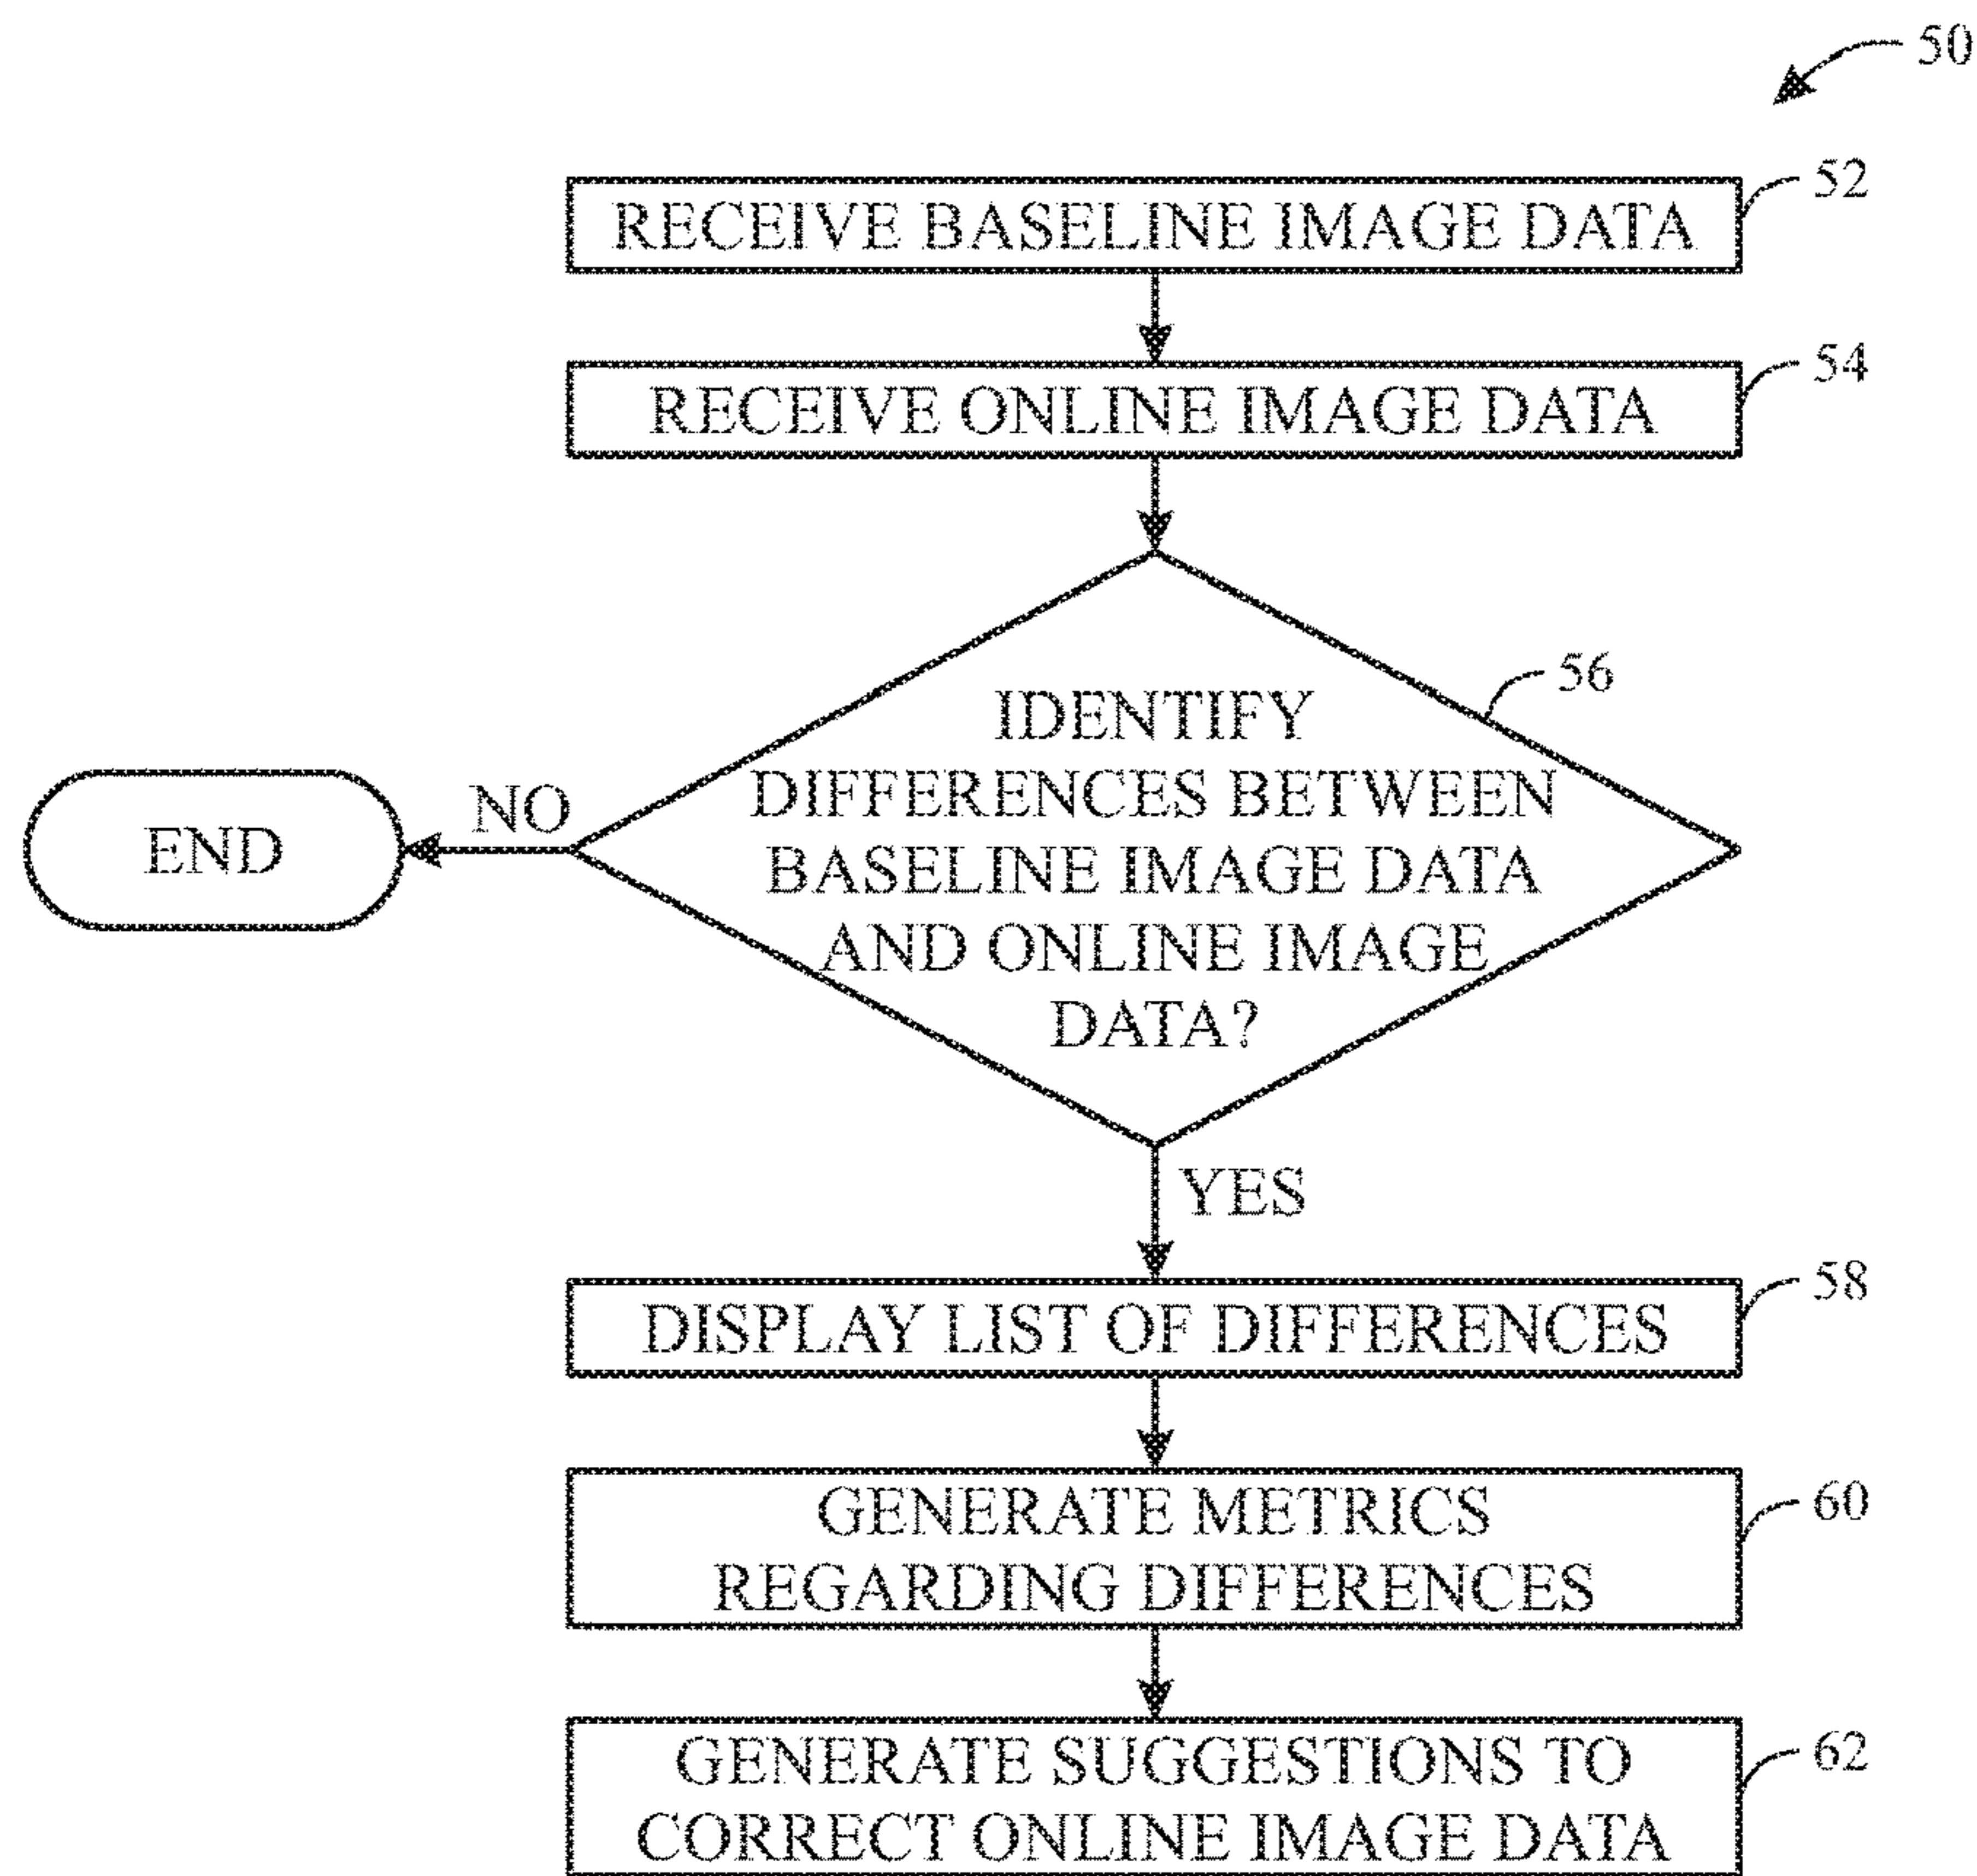 50
RECEIVE BASELINE IMAGE DATA
52
RECEIVE ONLINE IMAGE DATA
54
IDENTIFY
DIFFERENCES BETWEEN
BASELINE IMAGE DATA
AND ONLINE IMAGE
DATA?
56
NO
END
YES
DISPLAY LIST OF DIFFERENCES
58
GENERATE METRICS
REGARDING DIFFERENCES
60
GENERATE SUGGESTIONS TO
CORRECT ONLINE IMAGE DATA
62